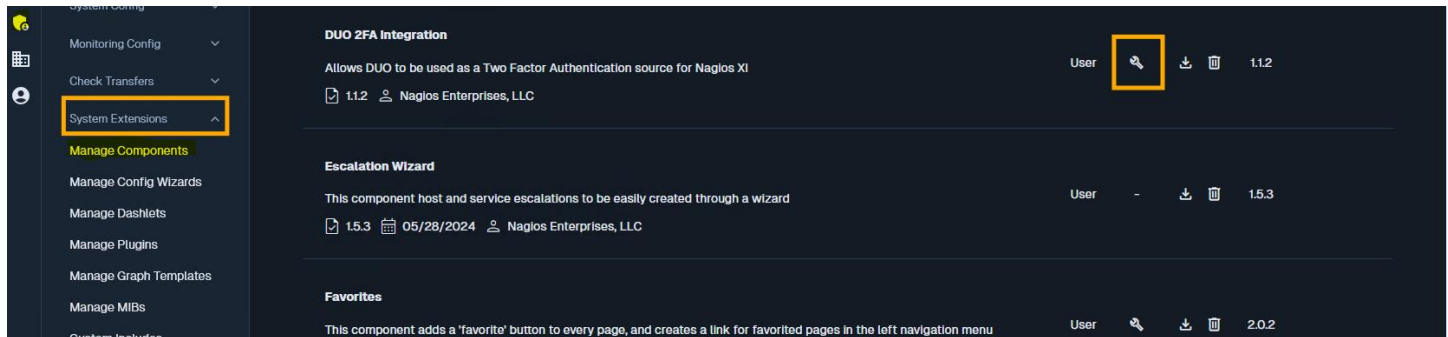 System Config
Monitoring Config
Check Transfers
System Extensions
Manage Components
Manage Config Wizards
Manage Dashlets
Manage Plugins
Manage Graph Templates
Manage MIBs
System Includes
DUO 2FA Integration
Allows DUO to be used as a Two Factor Authentication source for Nagios XI
1.1.2 Nagios Enterprises, LLC
User 1.1.2
Escalation Wizard
This component host and service escalations to be easily created through a wizard
1.5.3 05/28/2024 Nagios Enterprises, LLC
User - 1.5.3
Favorites
This component adds a 'favorite' button to every page, and creates a link for favorited pages in the left navigation menu
User 2.0.2